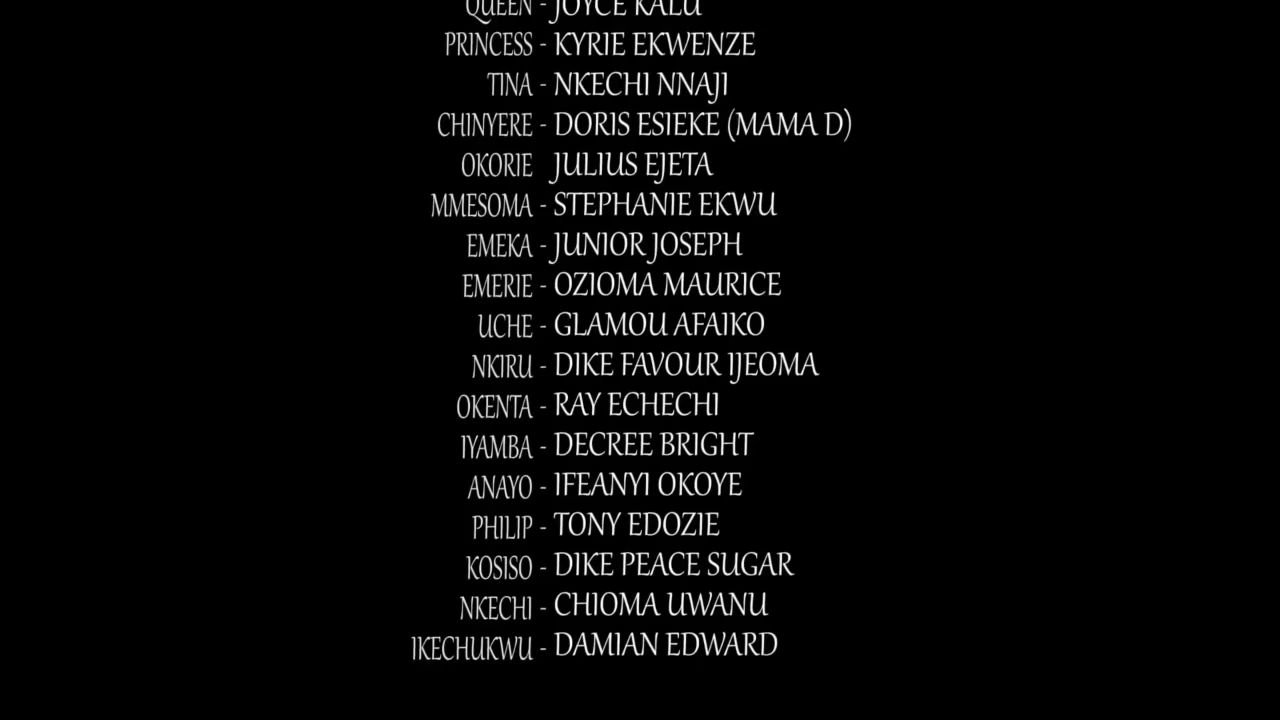 QUEEN - JOYCE KALU
PRINCESS - KYRIE EKWENZE
TINA - NKECHI NNAJI
CHINYERE - DORIS ESIEKE (MAMA D)
OKORIE JULIUS EJETA
MMESOMA - STEPHANIE EKWU
EMEKA - JUNIOR JOSEPH
EMERIE - OZIOMA MAURICE
UCHE - GLAMOU AFAIKO
NKIRU - DIKE FAVOUR IJEOMA
OKENTA - RAY ECHECHI
IYAMBA - DECREE BRIGHT
ANAYO - IFEANYI OKOYE
PHILIP - TONY EDOZIE
KOSISO - DIKE PEACE SUGAR
NKECHI - CHIOMA UWANU
IKECHUKWU - DAMIAN EDWARD